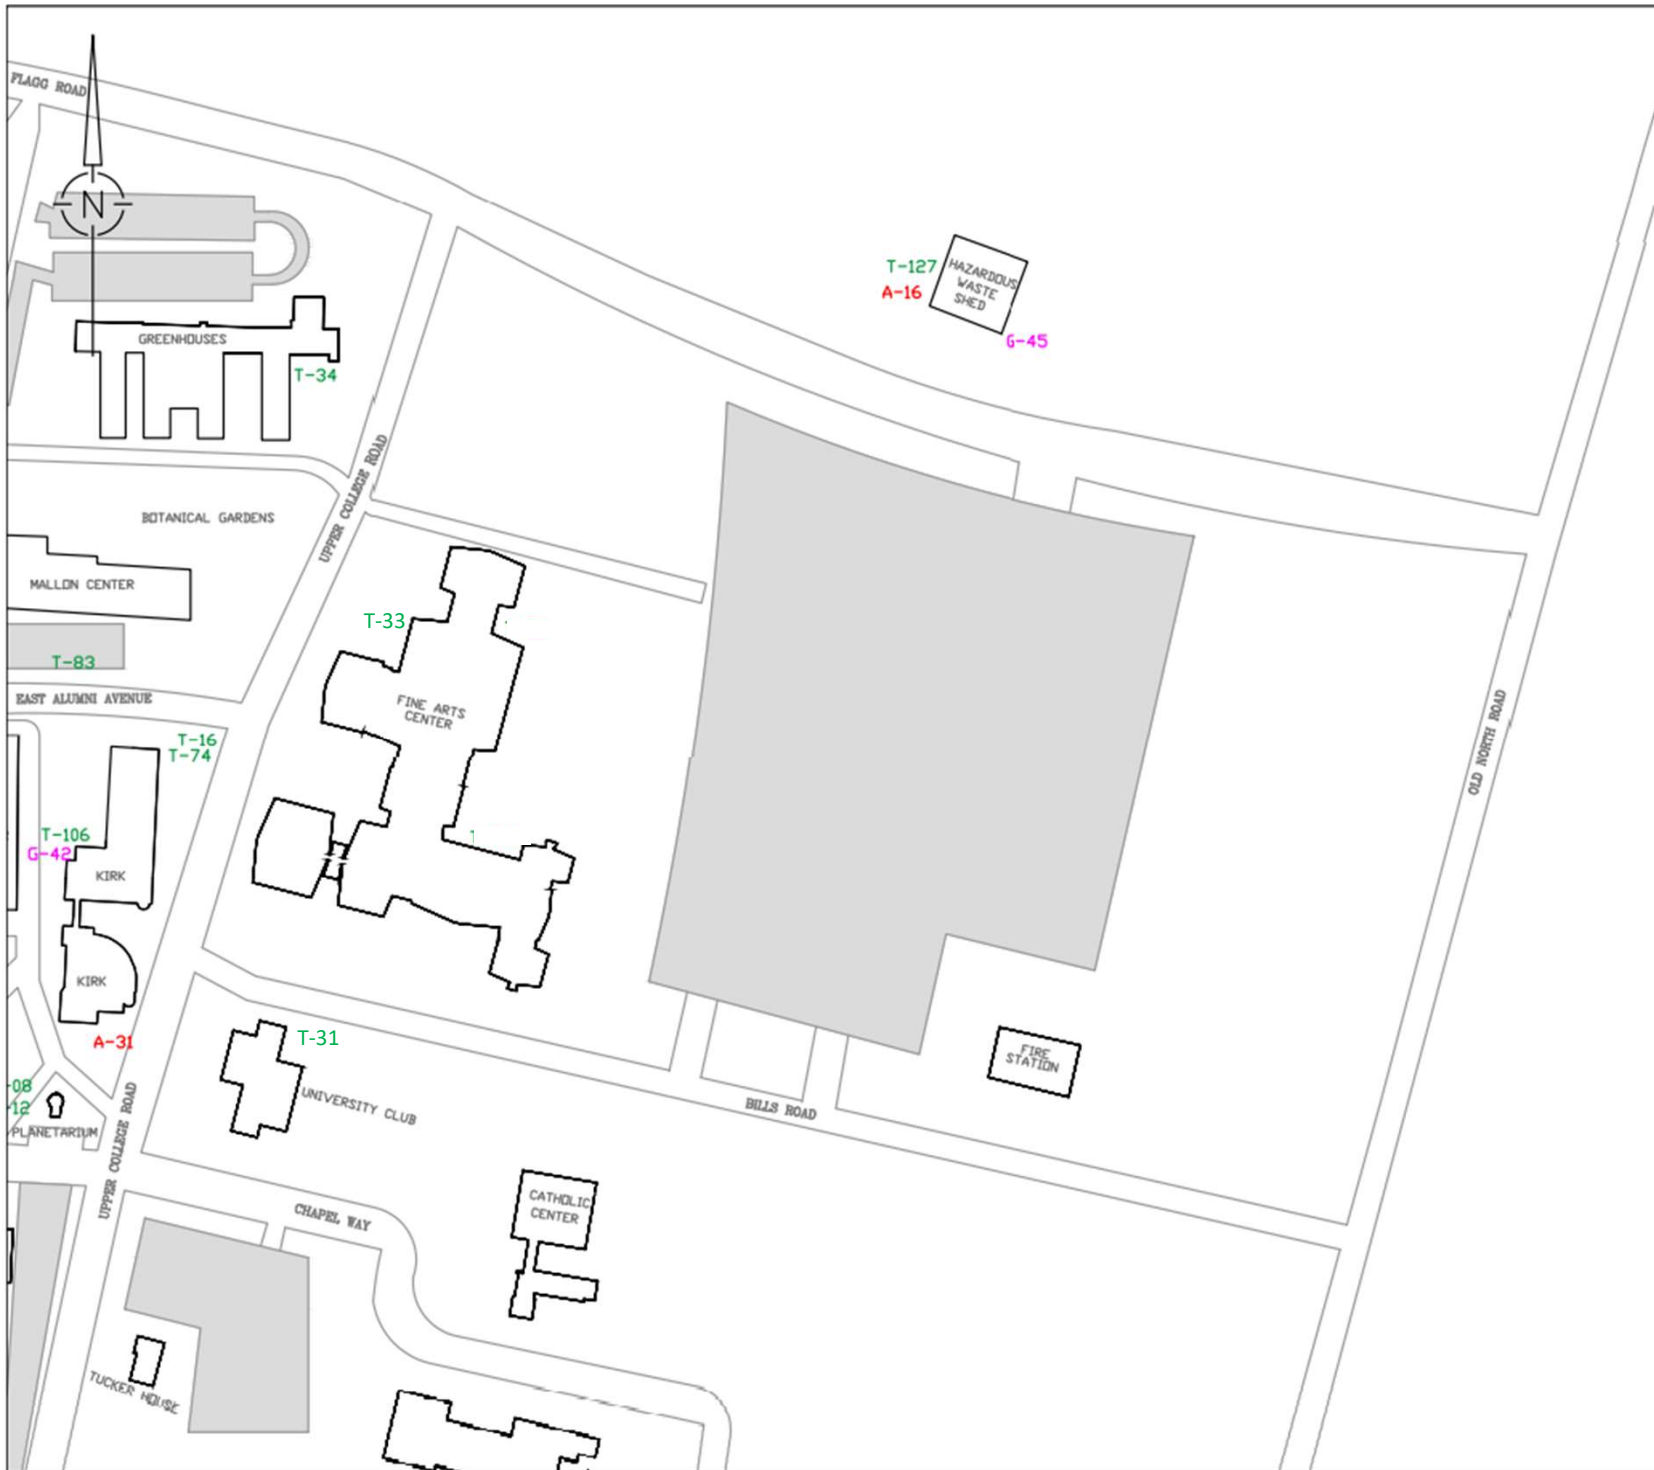 FLAGG ROAD
N
GREENHOUSES
T-34
T-127
A-16
HAZARDOUS
WASTE
SHED
G-45
UPPER COLLEGE ROAD
BOTANICAL GARDENS
MALLON CENTER
T-83
EAST ALUMNI AVENUE
T-33
FINE ARTS
CENTER
OLD NORTH ROAD
T-16
T-74
T-106
G-42
KIRK
KIRK
A-31
-08
-12
PLANETARIUM
UPPER COLLEGE ROAD
T-31
UNIVERSITY CLUB
BILLS ROAD
FIRE
STATION
CATHOLIC
CENTER
CHAPEL WAY
TUCKER HOUSE